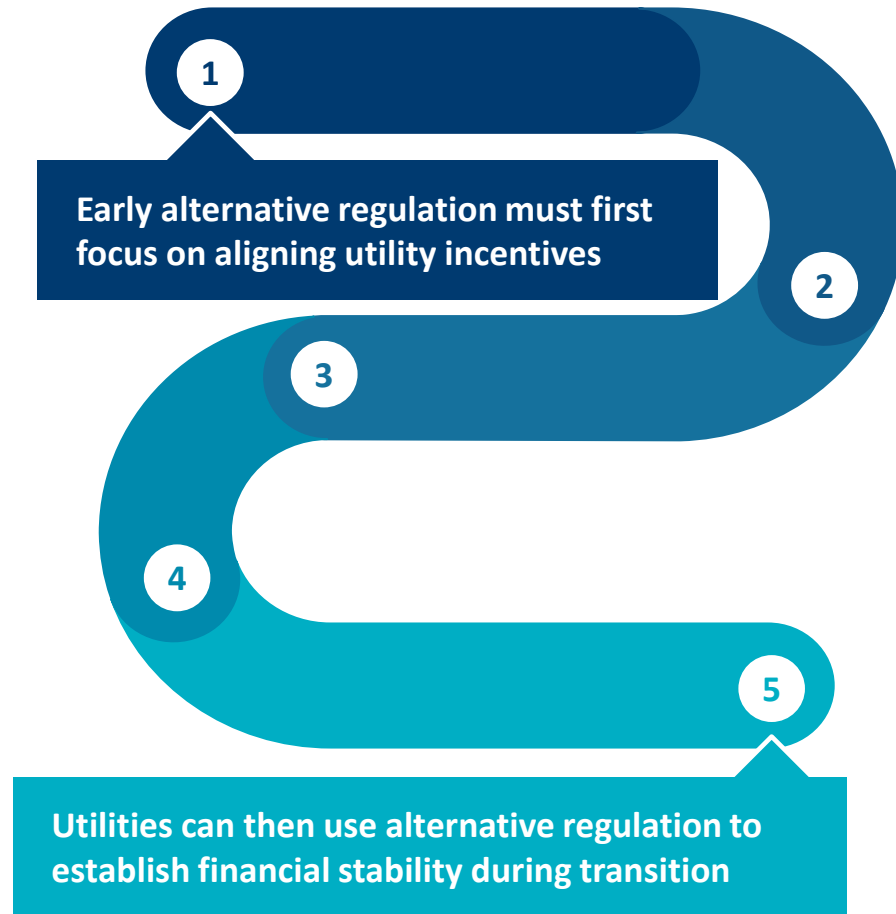 1
Early alternative regulation must first
focus on aligning utility incentives
2
3
4
5
Utilities can then use alternative regulation to
establish financial stability during transition